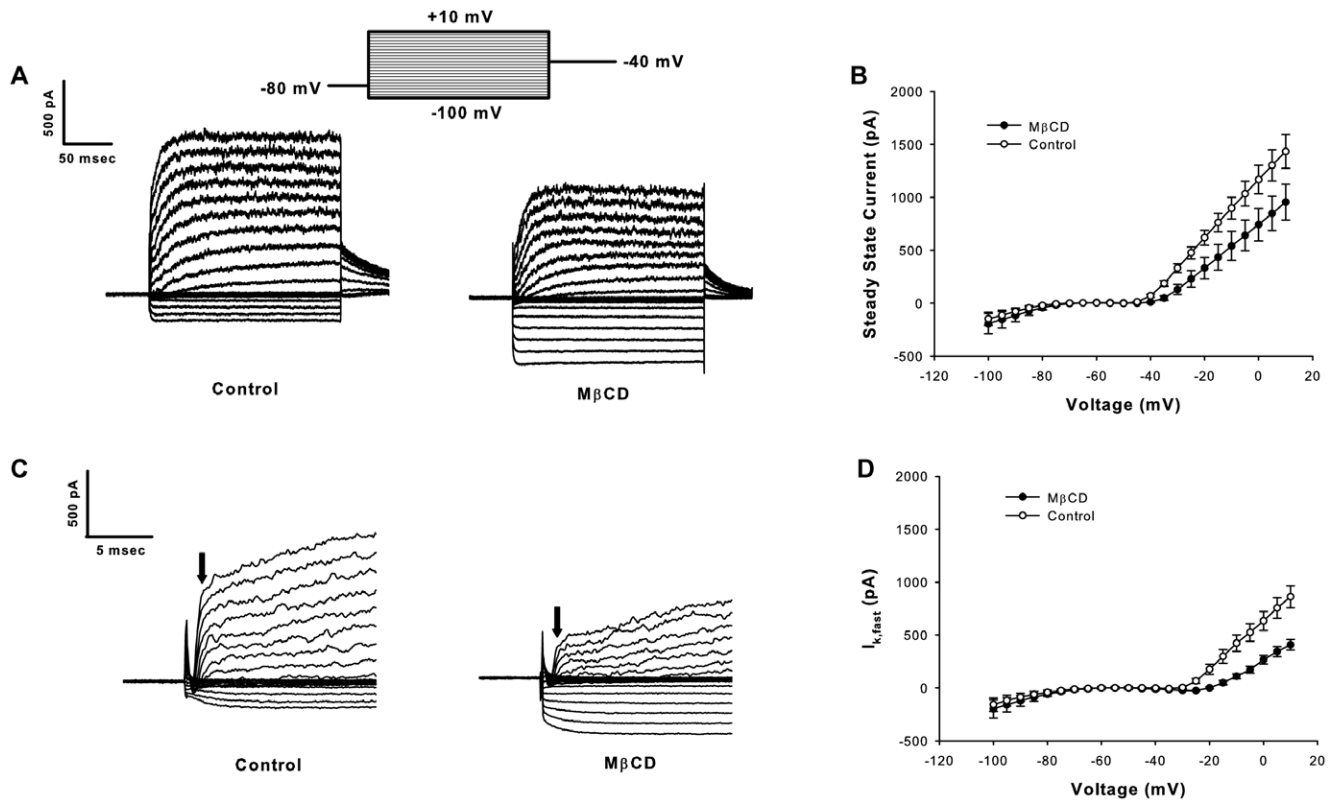 A
+10 mV
-80 mV
-40 mV
-100 mV
500 pA
50 msec
Control
MβCD
B
2000
1500
1000
500
0
-500
-120 -100 -80 -60 -40 -20 0 20
Steady State Current (pA)
Voltage (mV)
MβCD
Control
C
500 pA
5 msec
Control
MβCD
D
2000
1500
1000
500
0
-500
-120 -100 -80 -60 -40 -20 0 20
Ik,fast (pA)
Voltage (mV)
MβCD
Control